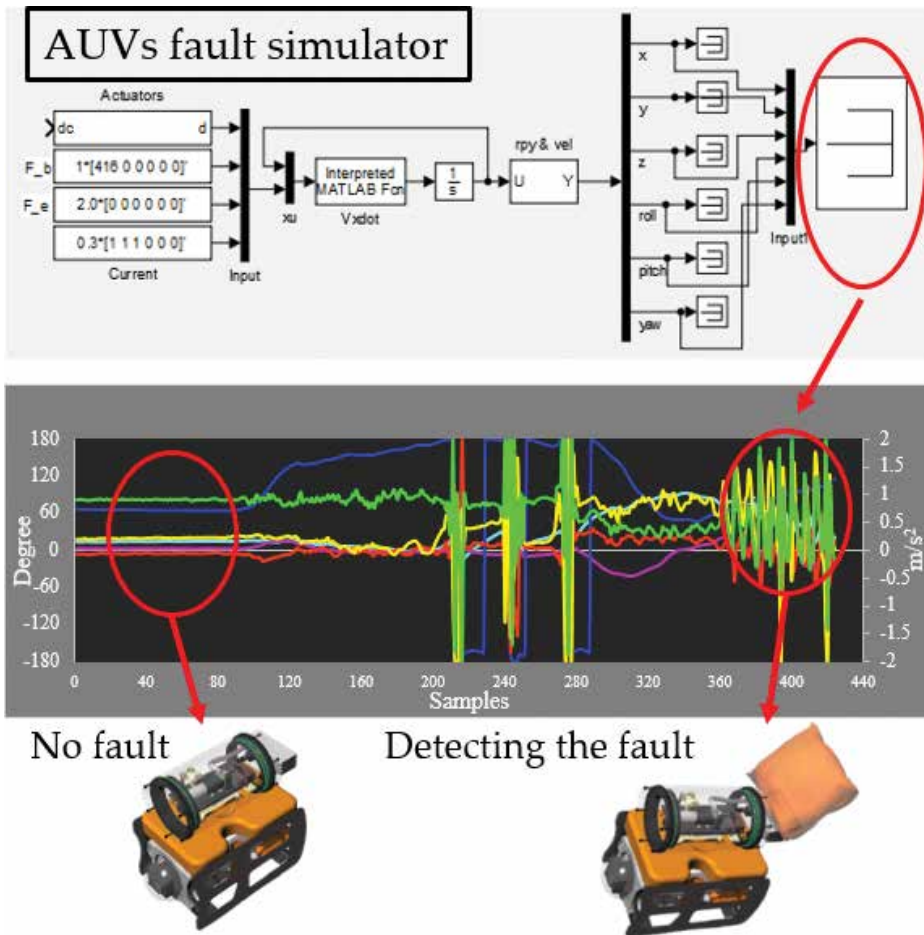 AUVs fault simulator
Actuators
dc d
F_b 1*[416 0 0 0 0 0]'
F_e 2.0*[0 0 0 0 0 0]'
0.3*[1 1 1 0 0 0]'
Current
Input
xu
Interpreted
MATLAB Fcn
Vxdot
1
s
rpy & vel
U Y
x
y
z
roll
pitch
yaw
Input1
180
120
60
0
-60
-120
-180
Degree
2
1.5
1
0.5
0
-0.5
-1
-1.5
-2
m/s²
0 40 80 120 160 200 240 280 320 360 400 440
Samples
No fault
Detecting the fault